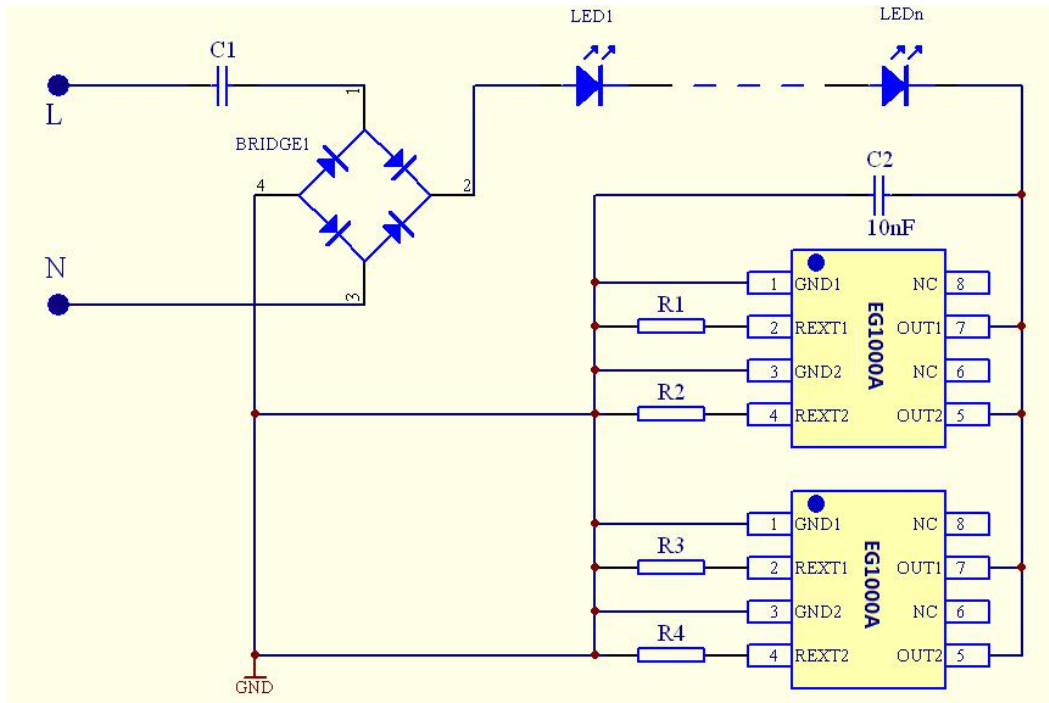 LED1
LEDn
C1
L
1
BRIDGE1
4
2
C2
10nF
N
3
1 GND1 NC 8
R1
2 REXT1 OUT1 7
EG1000A
3 GND2 NC 6
R2
4 REXT2 OUT2 5
1 GND1 NC 8
R3
2 REXT1 OUT1 7
EG1000A
3 GND2 NC 6
R4
4 REXT2 OUT2 5
GND